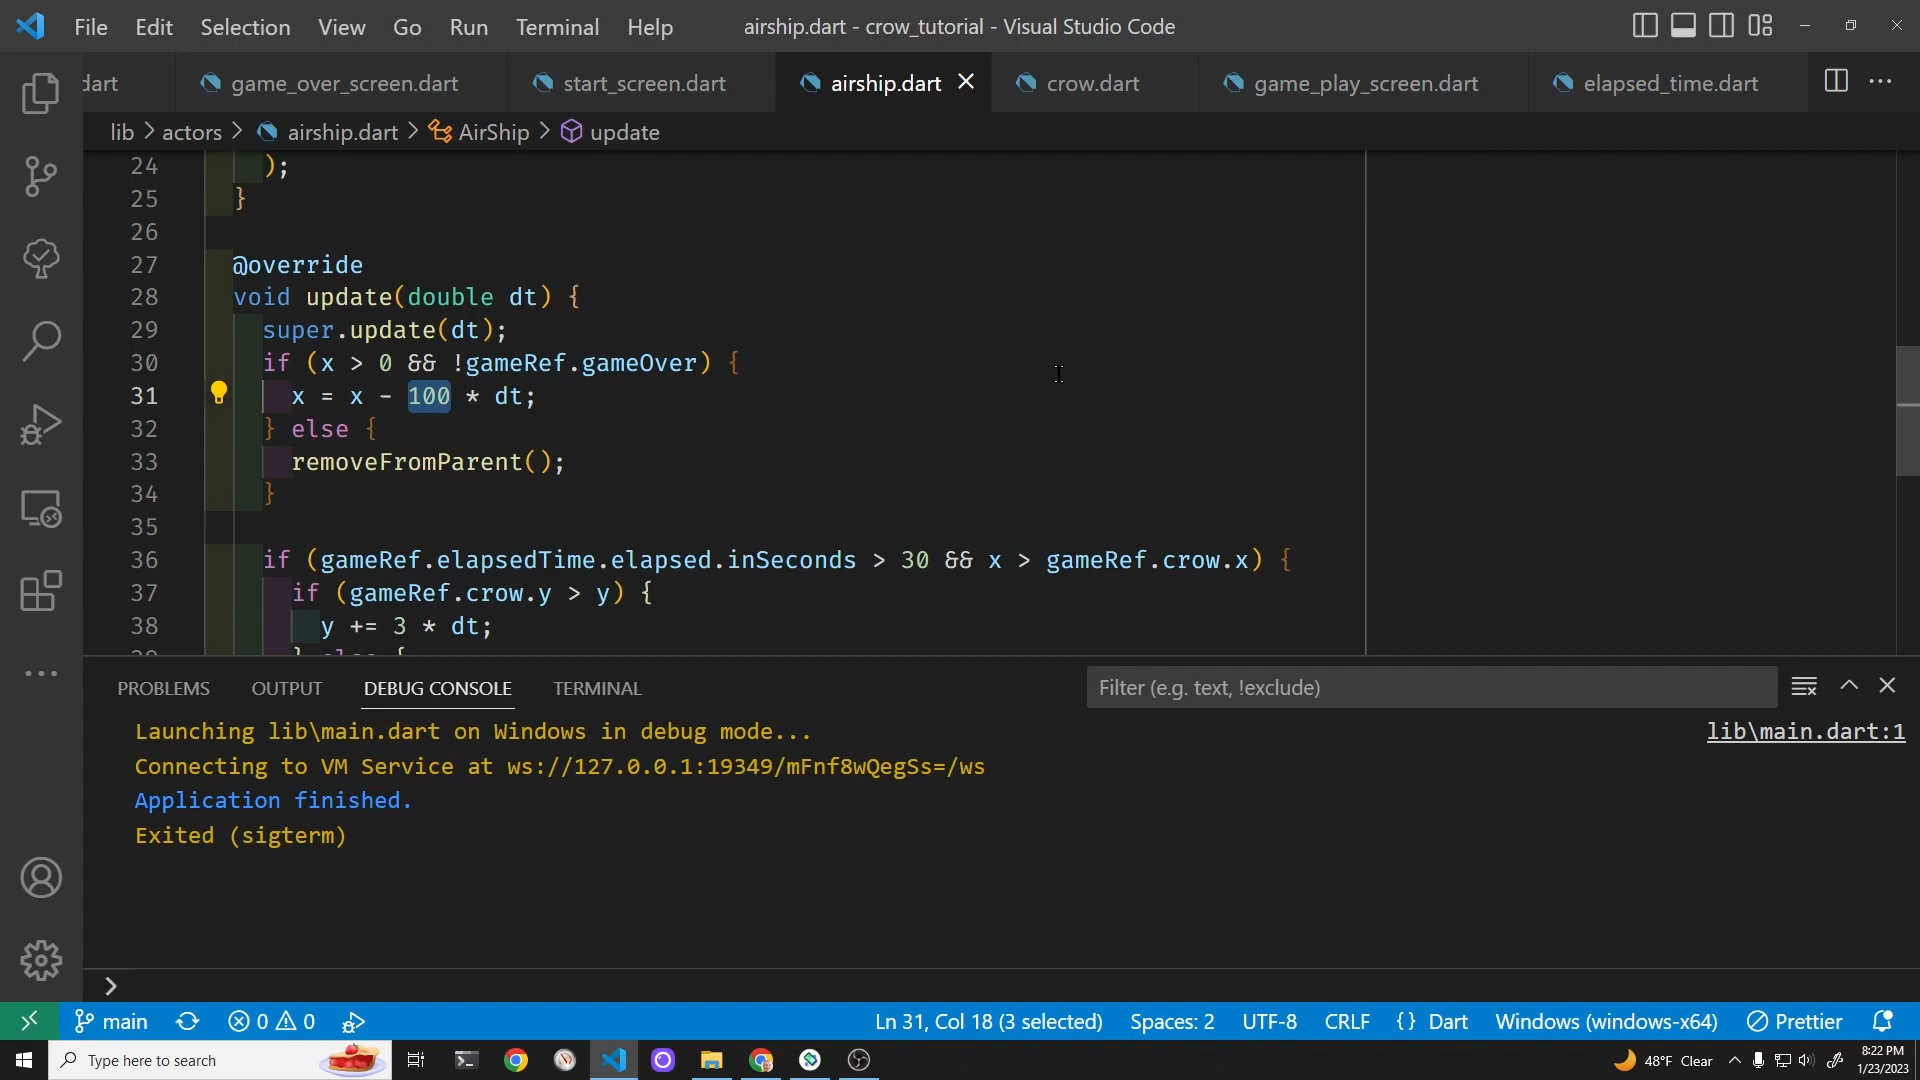 File Edit Selection View Go Run Terminal Help airship.dart - crow_tutorial - Visual Studio Code
dart game_over_screen.dart start_screen.dart airship.dart crow.dart game_play_screen.dart elapsed_time.dart ...
lib > actors > airship.dart > AirShip > update
24 );
25 }
26
27 @override
28 void update(double dt) {
29 super.update(dt);
30 if (x > 0 && !gameRef.gameOver) {
31 x = x - 100 * dt;
32 } else {
33 removeFromParent();
34 }
35
36 if (gameRef.elapsedTime.elapsed.inSeconds > 30 && x > gameRef.crow.x) {
37 if (gameRef.crow.y > y) {
38 y += 3 * dt;
39 } else {
PROBLEMS OUTPUT DEBUG CONSOLE TERMINAL Filter (e.g. text, !exclude)
Launching lib\main.dart on Windows in debug mode... lib\main.dart:1
Connecting to VM Service at ws://127.0.0.1:19349/mFnf8wQegSs=/ws
Application finished.
Exited (sigterm)
>
main 0 0 Ln 31, Col 18 (3 selected) Spaces: 2 UTF-8 CRLF {} Dart Windows (windows-x64) Prettier
Type here to search 48°F Clear 8:22 PM
1/23/2023